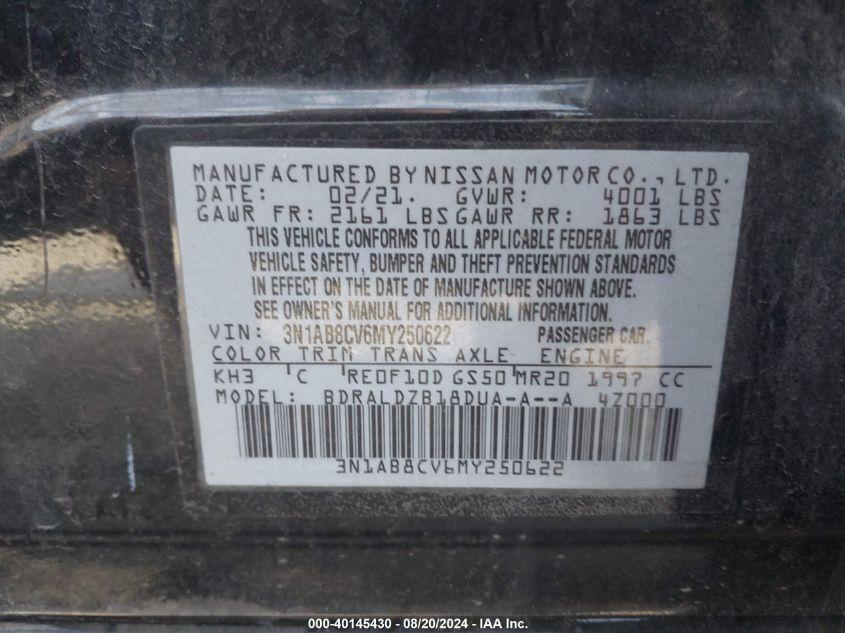 MANUFACTURED BY NISSAN MOTOR CO., LTD.
DATE: 02/21. GVWR: 4001 LBS
GAWR FR: 2161 LBS GAWR RR: 1863 LBS
THIS VEHICLE CONFORMS TO ALL APPLICABLE FEDERAL MOTOR
VEHICLE SAFETY, BUMPER AND THEFT PREVENTION STANDARDS
IN EFFECT ON THE DATE OF MANUFACTURE SHOWN ABOVE.
SEE OWNER'S MANUAL FOR ADDITIONAL INFORMATION.
VIN: 3N1AB8CV6MY250622 PASSENGER CAR.
COLOR TRIM TRANS AXLE ENGINE
KH3 C RE0F10D GS50 MR20 1997 CC
MODEL: BDRALDZB18DUA-A--A 4Z000
3N1AB8CV6MY250622
000-40145430 - 08/20/2024 - IAA Inc.